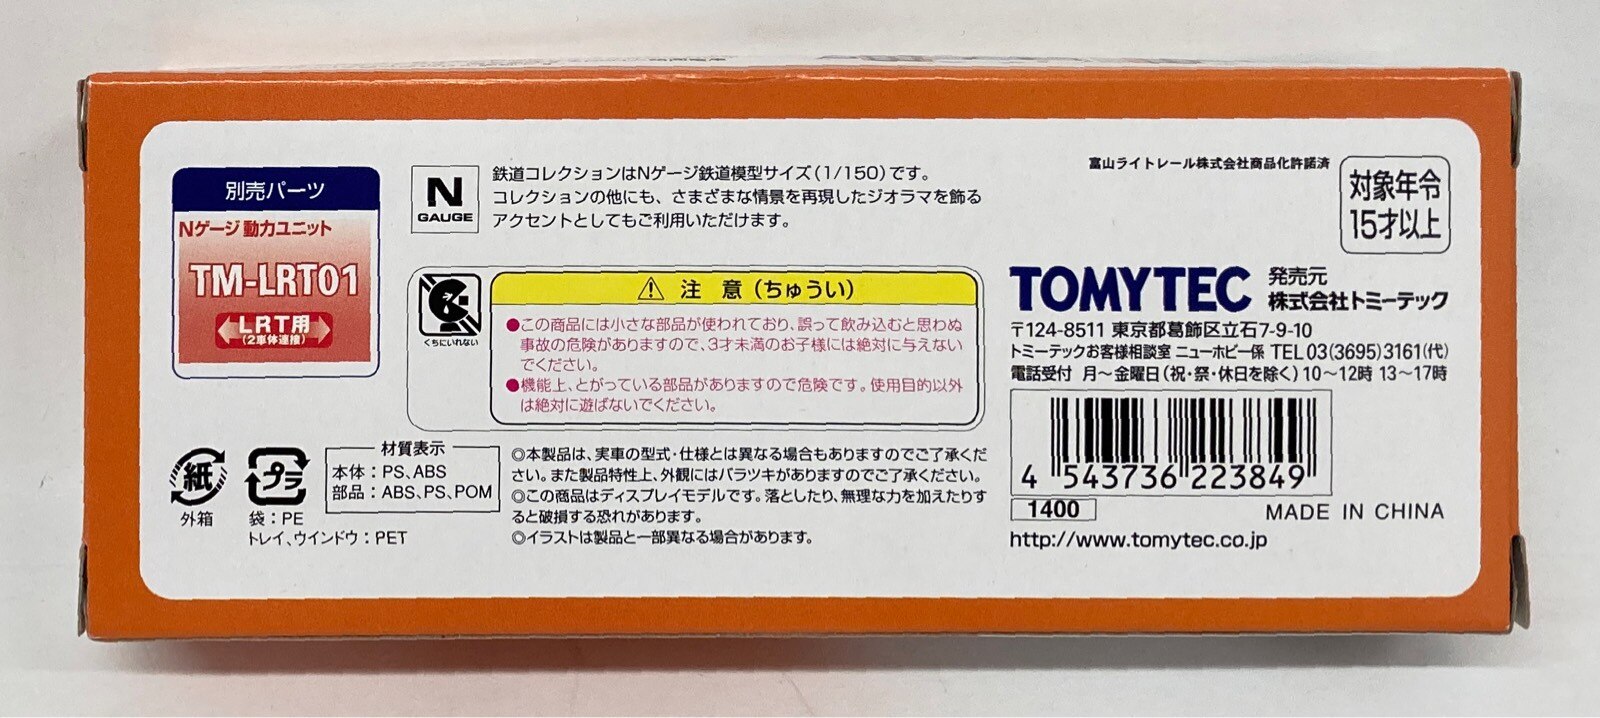 別売パーツ
Nゲージ 動力ユニット
TM-LRT01
LRT用
(2車体連接)
N
GAUGE
鉄道コレクションはNゲージ鉄道模型サイズ(1/150)です。
コレクションの他にも、さまざまな情景を再現したジオラマを飾る
アクセントとしてもご利用いただけます。
富山ライトレール株式会社商品化許諾済
対象年令
15才以上
くちにいれない
注 意(ちゅうい)
●この商品には小さな部品が使われており、誤って飲み込むと思わぬ
事故の危険がありますので、3才未満のお子様には絶対に与えない
でください。
●機能上、とがっている部品がありますので危険です。使用目的以外
は絶対に遊ばないでください。
TOMYTEC
発売元
株式会社トミーテック
〒124-8511 東京都葛飾区立石7-9-10
トミーテックお客様相談室 ニューホビー係 TEL 03(3695)3161(代)
電話受付 月～金曜日(祝・祭・休日を除く)10～12時 13～17時
4 543736 223849
1400
MADE IN CHINA
http://www.tomytec.co.jp
紙
外箱
プラ
袋：PE
トレイ、ウインドウ：PET
材質表示
本体：PS、ABS
部品：ABS、PS、POM
◎本製品は、実車の型式・仕様とは異なる場合もありますのでご了承くだ
さい。また製品特性上、外観にはバラツキがありますのでご了承ください。
◎この商品はディスプレイモデルです。落としたり、無理な力を加えたりす
ると破損する恐れがあります。
◎イラストは製品と一部異なる場合があります。